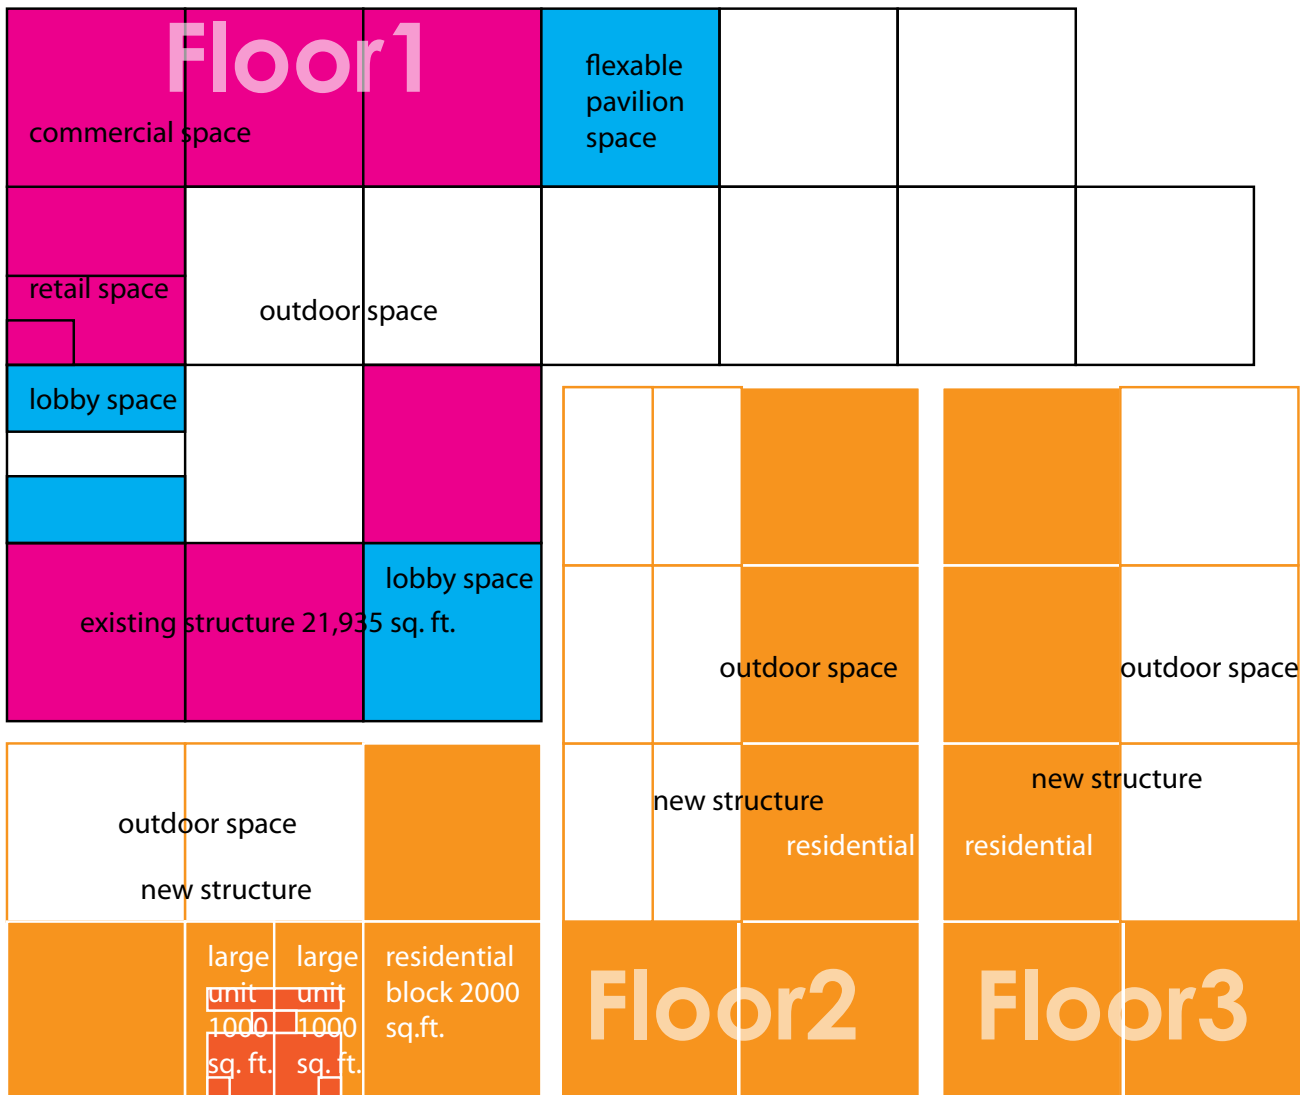 Floor1
flexable
pavilion
space
commercial space
retail space
outdoor space
lobby space
lobby space
existing structure 21,935 sq. ft.
outdoor space
outdoor space
new structure
new structure
residential
residential
outdoor space
new structure
large
unit
1000
sq. ft.
large
unit
1000
sq. ft.
residential
block 2000
sq.ft.
Floor2
Floor3